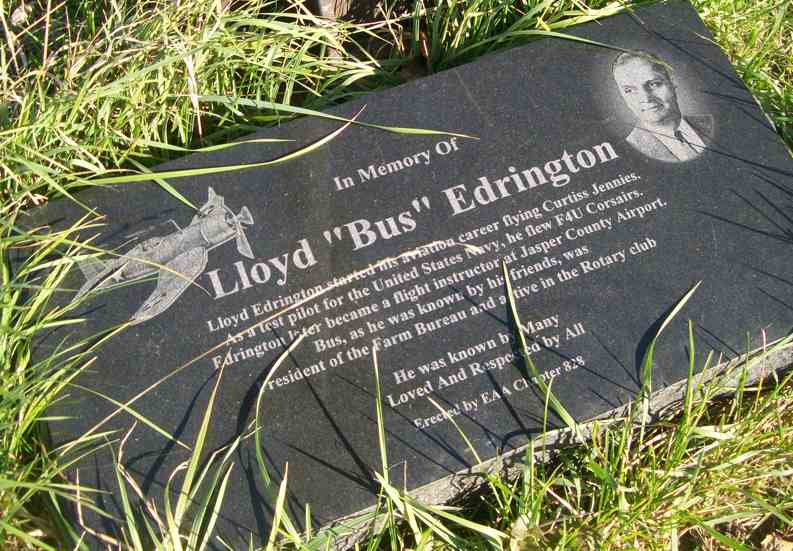 In Memory Of
Lloyd "Bus" Edrington
Lloyd Edrington started his aviation career flying Curtiss Jennies.
As a test pilot for the United States Navy, he flew F4U Corsairs.
Edrington later became a flight instructor at Jasper County Airport.
Bus, as he was known by his friends, was
President of the Farm Bureau and active in the Rotary club
He was known by Many
Loved And Respected by All
Erected by EAA Chapter 828